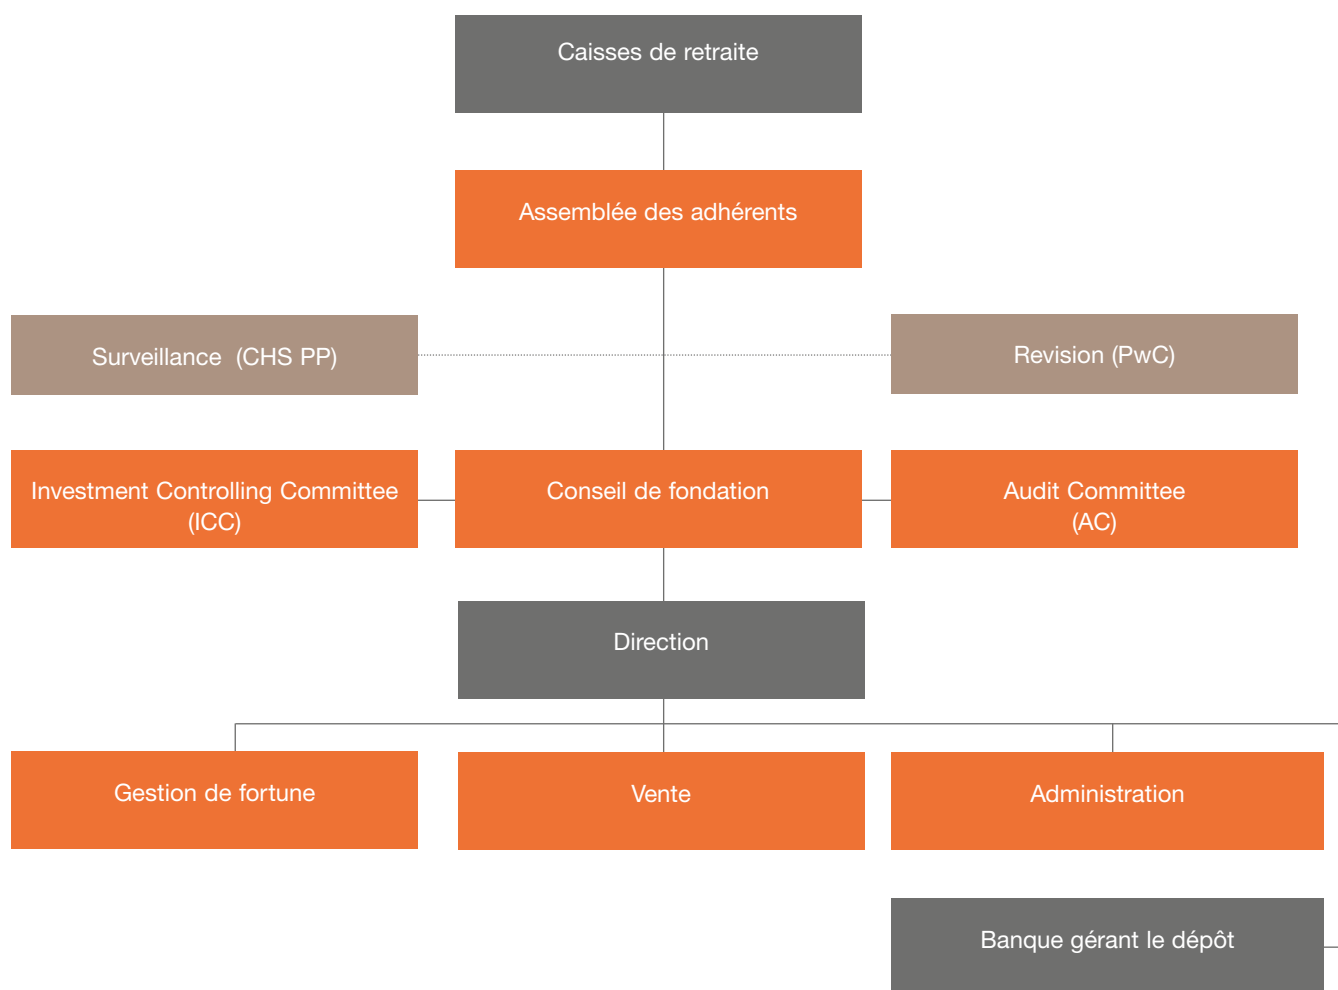 Caisses de retraite
Assemblée des adhérents
Surveillance (CHS PP)
Revision (PwC)
Investment Controlling Committee
(ICC)
Conseil de fondation
Audit Committee
(AC)
Direction
Gestion de fortune
Vente
Administration
Banque gérant le dépôt